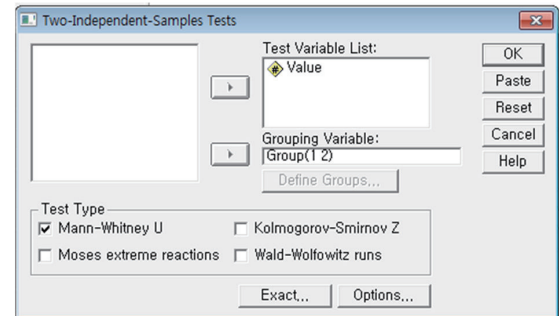 Two-Independent-Samples Tests
Test Variable List:
Value
Grouping Variable:
Group(1 2)
Define Groups...
OK
Paste
Reset
Cancel
Help
Test Type
Mann-Whitney U
Kolmogorov-Smirnov Z
Moses extreme reactions
Wald-Wolfowitz runs
Exact...
Options...